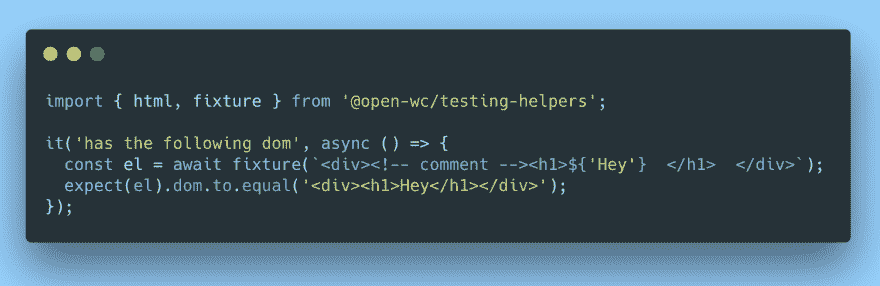 import { html, fixture } from '@open-wc/testing-helpers';
it('has the following dom', async () => {
  const el = await fixture(`<div><!-- comment --><h1>${'Hey'}  </h1>  </div>`);
  expect(el).dom.to.equal('<div><h1>Hey</h1></div>');
});